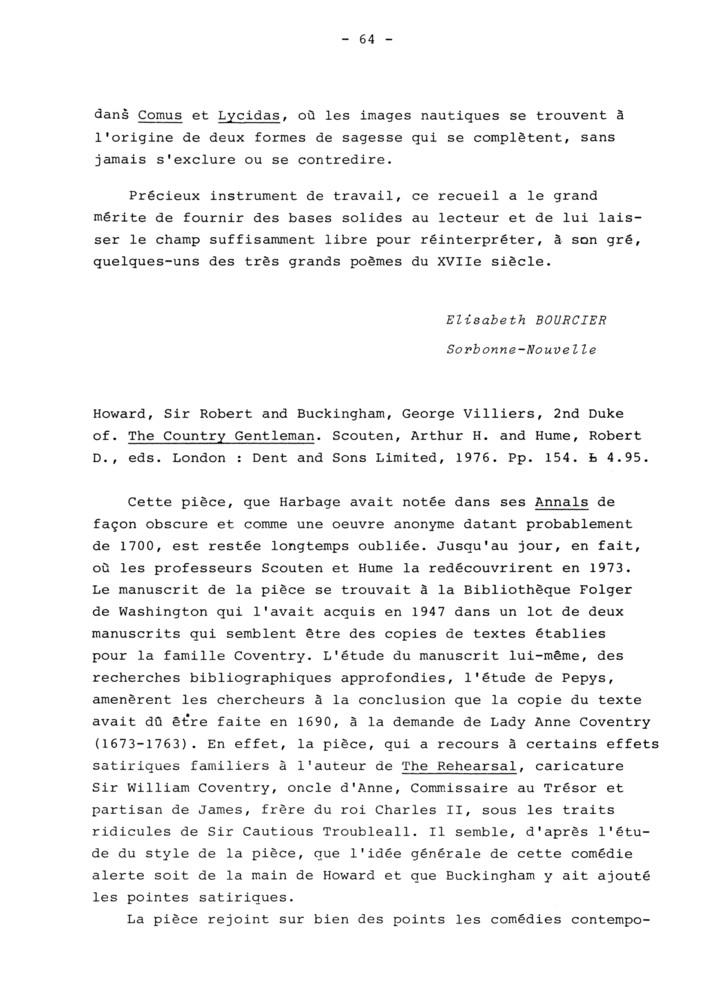 - 64 -
dans Comus et Lycidas, où les images nautiques se trouvent à
l'origine de deux formes de sagesse qui se complètent, sans
jamais s'exclure ou se contredire.
Précieux instrument de travail, ce recueil a le grand
mérite de fournir des bases solides au lecteur et de lui lais-
ser le champ suffisamment libre pour réinterpréter, à son gré,
quelques-uns des très grands poèmes du XVIIe siècle.
Elisabeth BOURCIER
Sorbonne-Nouvelle
Howard, Sir Robert and Buckingham, George Villiers, 2nd Duke
of. The Country Gentleman. Scouten, Arthur H. and Hume, Robert
D., eds. London : Dent and Sons Limited, 1976. Pp. 154. £ 4.95.
Cette pièce, que Harbage avait notée dans ses Annals de
façon obscure et comme une oeuvre anonyme datant probablement
de 1700, est restée longtemps oubliée. Jusqu'au jour, en fait,
où les professeurs Scouten et Hume la redécouvrirent en 1973.
Le manuscrit de la pièce se trouvait à la Bibliothèque Folger
de Washington qui l'avait acquis en 1947 dans un lot de deux
manuscrits qui semblent être des copies de textes établies
pour la famille Coventry. L'étude du manuscrit lui-même, des
recherches bibliographiques approfondies, l'étude de Pepys,
amenèrent les chercheurs à la conclusion que la copie du texte
avait dû être faite en 1690, à la demande de Lady Anne Coventry
(1673-1763). En effet, la pièce, qui a recours à certains effets
satiriques familiers à l'auteur de The Rehearsal, caricature
Sir William Coventry, oncle d'Anne, Commissaire au Trésor et
partisan de James, frère du roi Charles II, sous les traits
ridicules de Sir Cautious Troubleall. Il semble, d'après l'étu-
de du style de la pièce, que l'idée générale de cette comédie
alerte soit de la main de Howard et que Buckingham y ait ajouté
les pointes satiriques.
La pièce rejoint sur bien des points les comédies contempo-